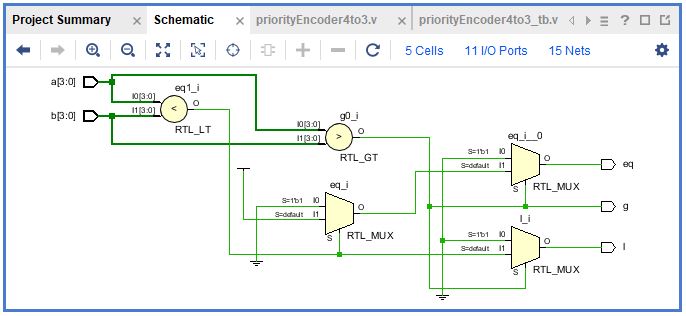 Project Summary × Schematic × priorityEncoder4to3.v × priorityEncoder4to3_tb.v
5 Cells 11 I/O Ports 15 Nets
a[3:0]
b[3:0]
eq1_i
I0[3:0]
I1[3:0]
<
O
RTL_LT
g0_i
I0[3:0]
I1[3:0]
>
O
RTL_GT
eq_i
S=1'b1 I0
S=default I1
O
S
RTL_MUX
eq_i__0
S=1'b1 I0
S=default I1
O
S
RTL_MUX
eq
g
l_i
S=1'b1 I0
S=default I1
O
S
RTL_MUX
l